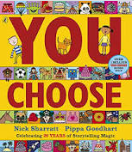 YOU
CHOOSE
Nick Sharratt Pippa Goodhart
Celebrating 20 YEARS of Storytelling Magic